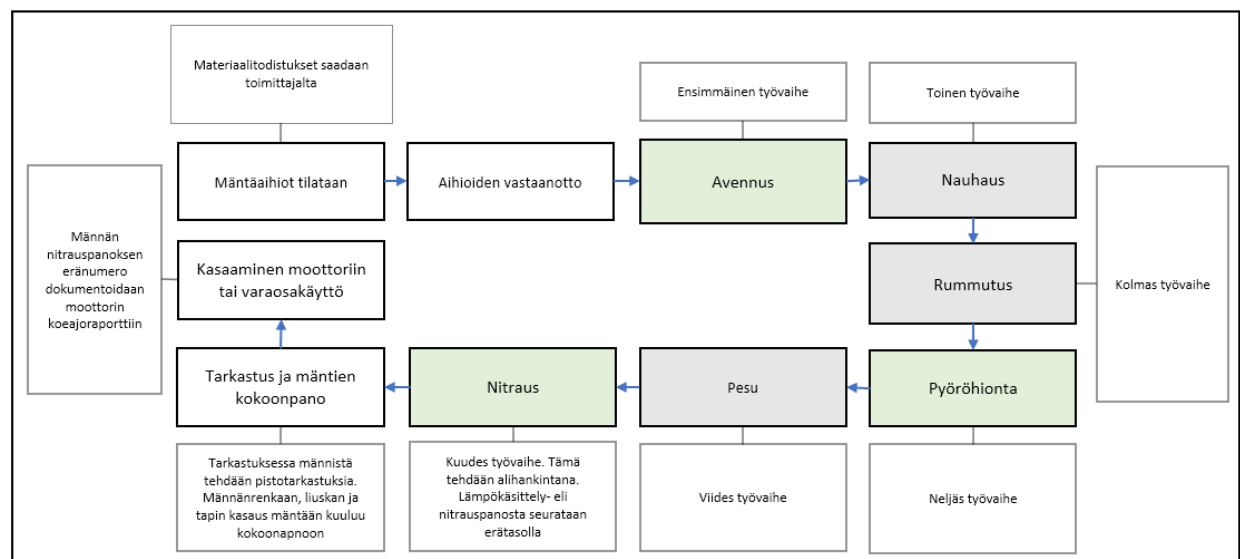 Materiaalitodistukset saadaan
toimittajalta
Ensimmäinen työvaihe
Toinen työvaihe
Mäntäaihiot tilataan
Aihioiden vastaanotto
Avennus
Nauhaus
Männän
nitrauspanoksen
eränumero
dokumentoidaan
moottorin
koeajoraporttiin
Kasaaminen moottoriin
tai varaosakäyttö
Rummutus
Kolmas työvaihe
Tarkastus ja mäntien
kokoonpano
Nitraus
Pesu
Pyöröhionta
Tarkastuksessa männistä
tehdään pistotarkastuksia.
Männänrenkaan, liuskan ja
tapin kasaus mäntään kuuluu
kokoonapnoon
Kuudes työvaihe. Tämä
tehdään alihankintana.
Lämpökäsittely- eli
nitrauspanosta seurataan
erätasolla
Viides työvaihe
Neljäs työvaihe